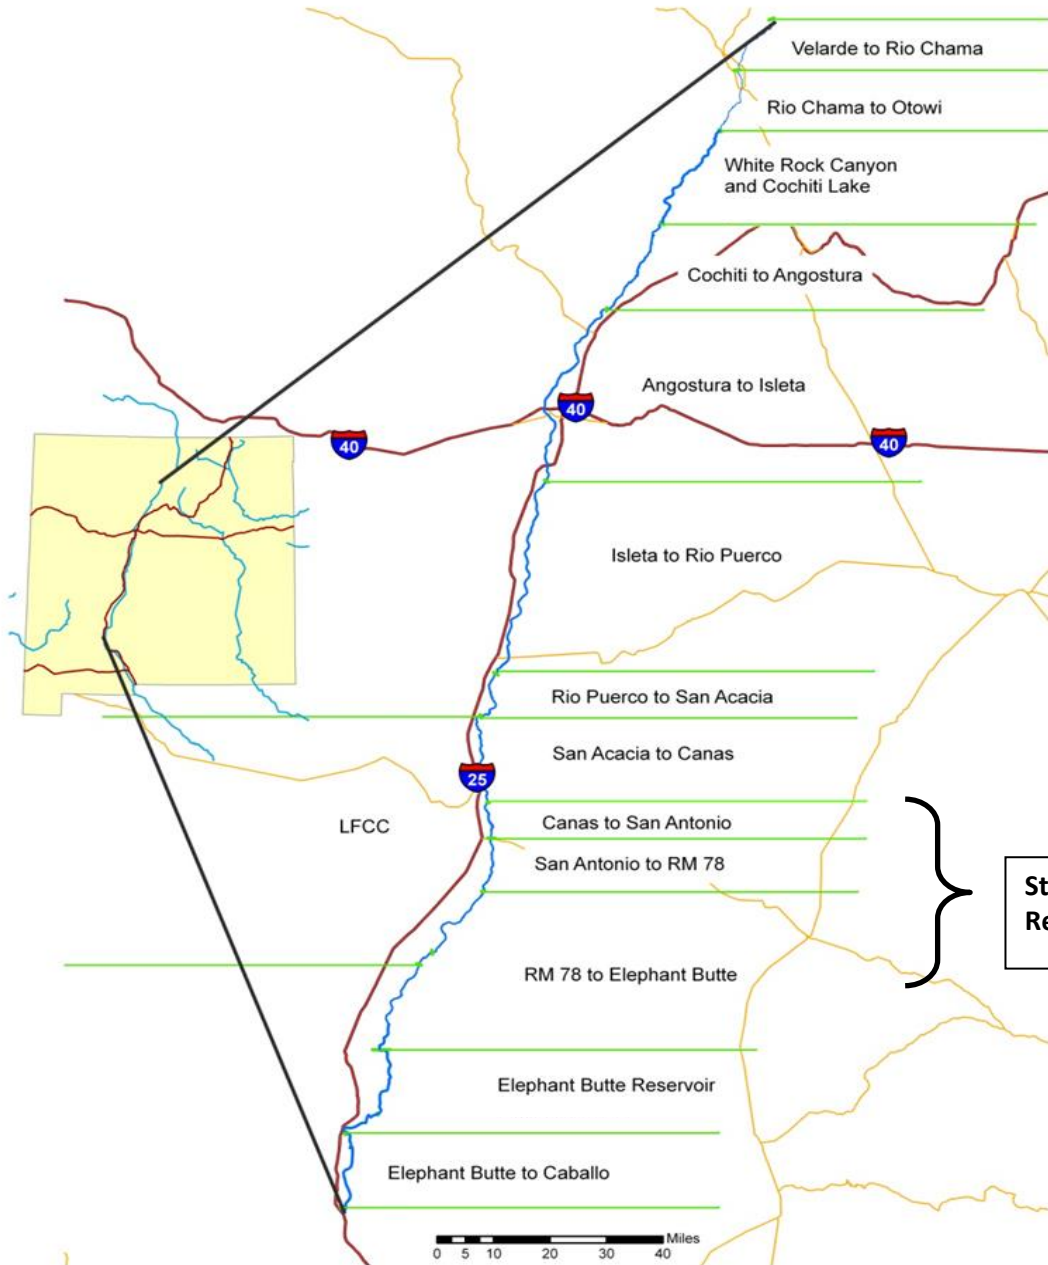 Velarde to Rio Chama
Rio Chama to Otowi
White Rock Canyon
and Cochiti Lake
Cochiti to Angostura
Angostura to Isleta
40
40
40
Isleta to Rio Puerco
Rio Puerco to San Acacia
San Acacia to Canas
25
Canas to San Antonio
LFCC
San Antonio to RM 78
St
Re
RM 78 to Elephant Butte
Elephant Butte Reservoir
Elephant Butte to Caballo
Miles
0 5 10 20 30 40